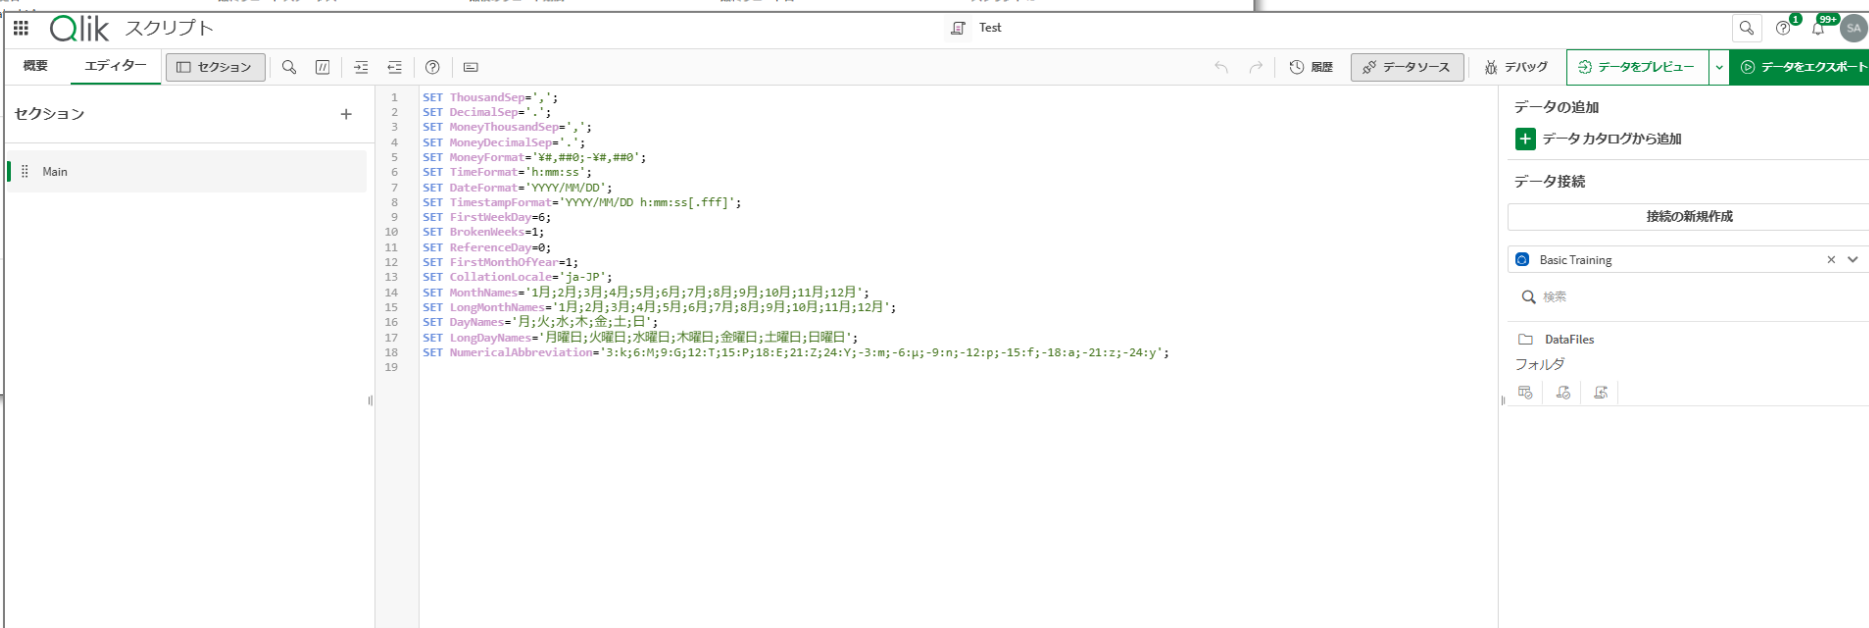 Qlik スクリプト
Test
1
99+
SA
概要
エディター
セクション
履歴
データソース
デバッグ
データをプレビュー
データをエクスポート
セクション
Main
1 SET ThousandSep=',';
2 SET DecimalSep='.';
3 SET MoneyThousandSep=',';
4 SET MoneyDecimalSep='.';
5 SET MoneyFormat='¥#,##0;-¥#,##0';
6 SET TimeFormat='h:mm:ss';
7 SET DateFormat='YYYY/MM/DD';
8 SET TimestampFormat='YYYY/MM/DD h:mm:ss[.fff]';
9 SET FirstWeekDay=6;
10 SET BrokenWeeks=1;
11 SET ReferenceDay=0;
12 SET FirstMonthOfYear=1;
13 SET CollationLocale='ja-JP';
14 SET MonthNames='1月;2月;3月;4月;5月;6月;7月;8月;9月;10月;11月;12月';
15 SET LongMonthNames='1月;2月;3月;4月;5月;6月;7月;8月;9月;10月;11月;12月';
16 SET DayNames='月;火;水;木;金;土;日';
17 SET LongDayNames='月曜日;火曜日;水曜日;木曜日;金曜日;土曜日;日曜日';
18 SET NumericalAbbreviation='3:k;6:M;9:G;12:T;15:P;18:E;21:Z;24:Y;-3:m;-6:μ;-9:n;-12:p;-15:f;-18:a;-21:z;-24:y';
19
データの追加
データ カタログから追加
データ接続
接続の新規作成
Basic Training
検索
DataFiles
フォルダ